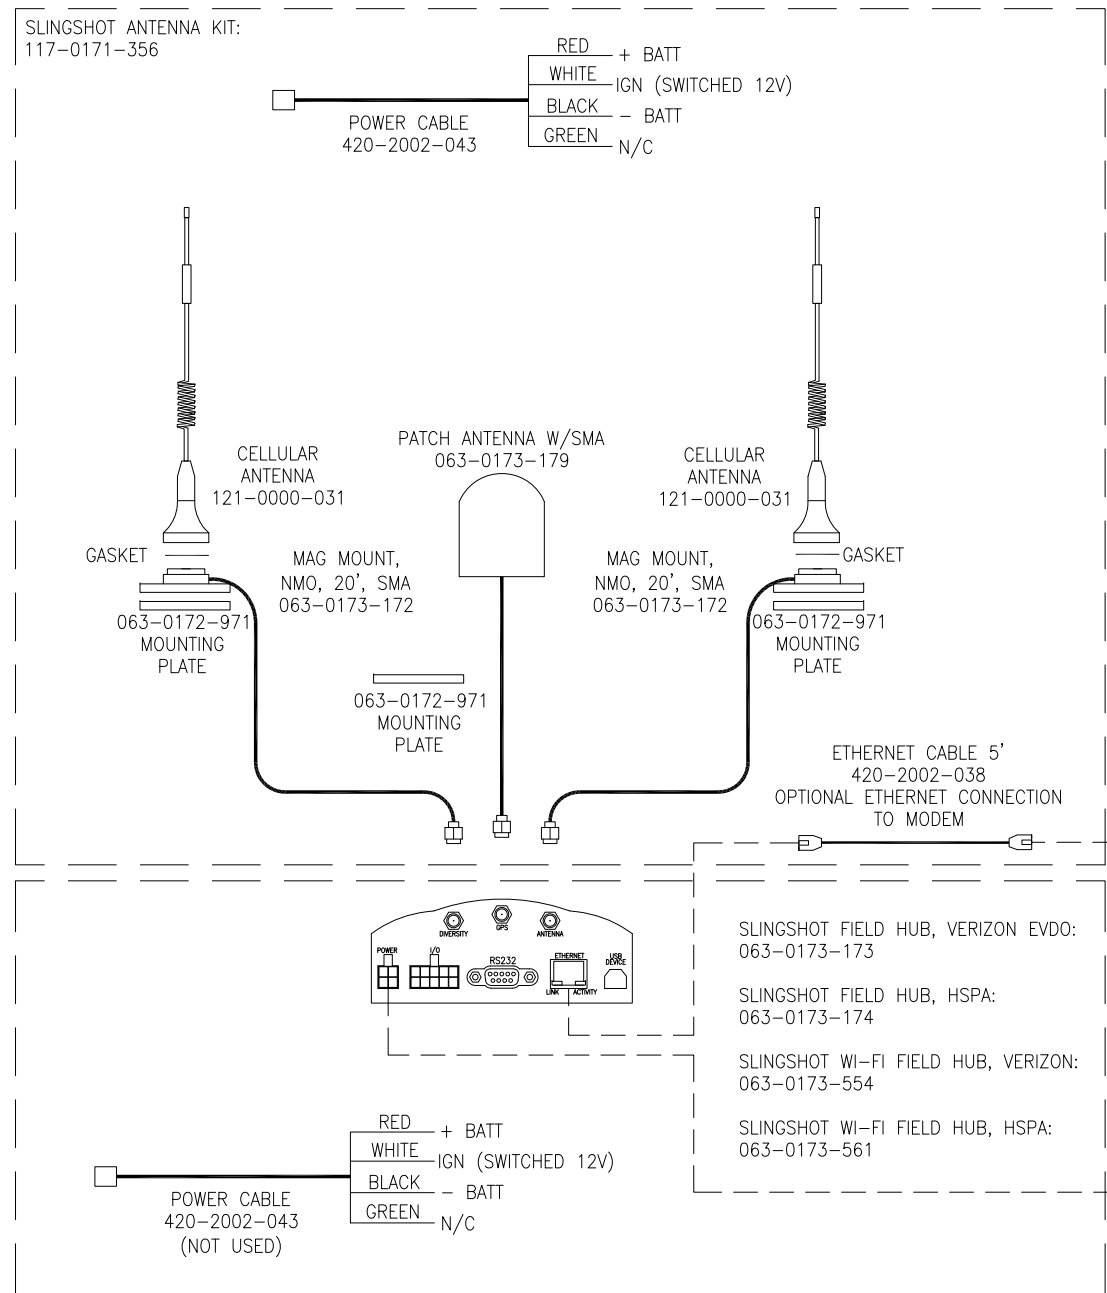 SLINGSHOT ANTENNA KIT:
117-0171-356
RED
+ BATT
WHITE
IGN (SWITCHED 12V)
BLACK
- BATT
GREEN
N/C
POWER CABLE
420-2002-043
CELLULAR
ANTENNA
121-0000-031
PATCH ANTENNA W/SMA
063-0173-179
CELLULAR
ANTENNA
121-0000-031
GASKET
MAG MOUNT,
NMO, 20', SMA
063-0173-172
MAG MOUNT,
NMO, 20', SMA
063-0173-172
GASKET
063-0172-971
MOUNTING
PLATE
063-0172-971
MOUNTING
PLATE
063-0172-971
MOUNTING
PLATE
ETHERNET CABLE 5'
420-2002-038
OPTIONAL ETHERNET CONNECTION
TO MODEM
DIVERSITY
GPS
ANTENNA
POWER
I/O
RS232
ETHERNET
USB
DEVICE
LINK
ACTIVITY
SLINGSHOT FIELD HUB, VERIZON EVDO:
063-0173-173
SLINGSHOT FIELD HUB, HSPA:
063-0173-174
SLINGSHOT WI-FI FIELD HUB, VERIZON:
063-0173-554
SLINGSHOT WI-FI FIELD HUB, HSPA:
063-0173-561
RED
+ BATT
WHITE
IGN (SWITCHED 12V)
BLACK
- BATT
GREEN
N/C
POWER CABLE
420-2002-043
(NOT USED)